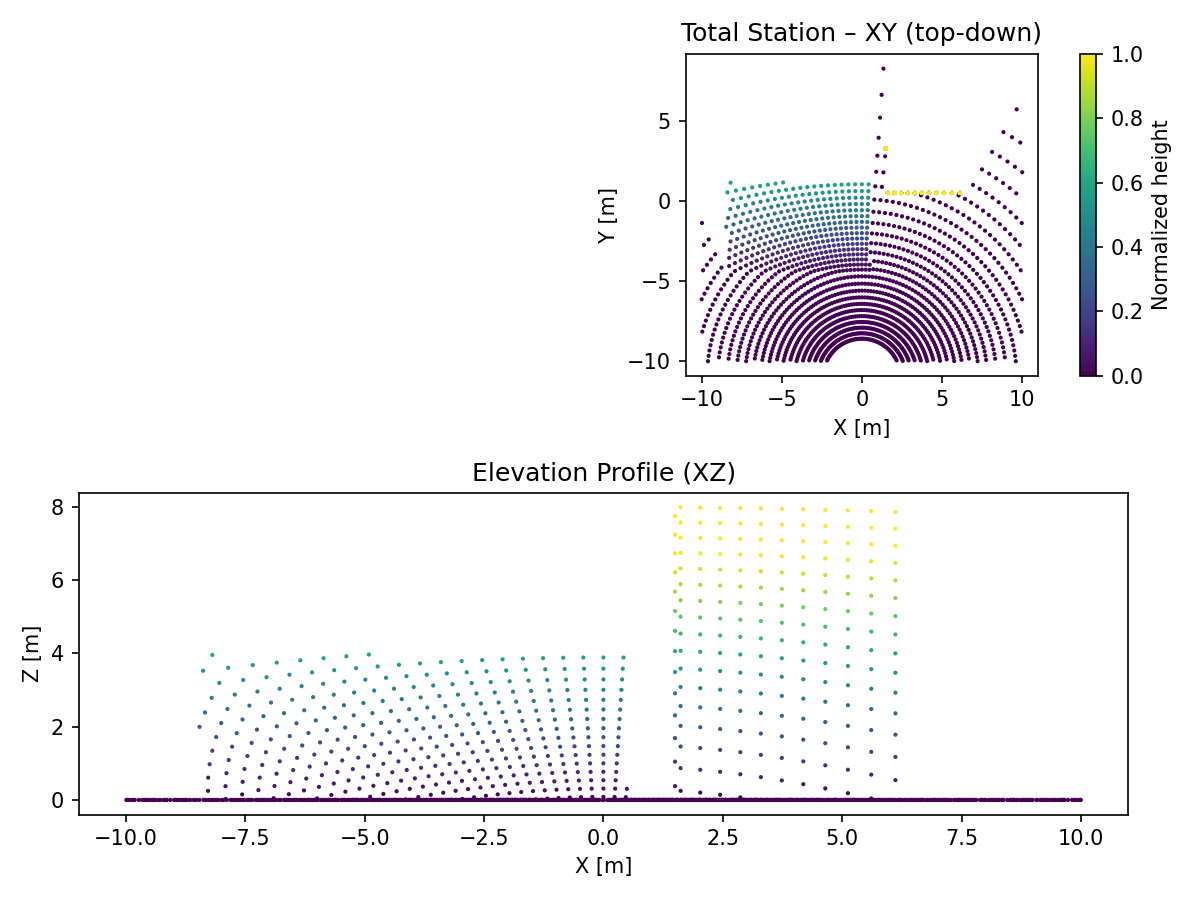 Total Station – XY (top-down)
5
0
−5
−10
Y [m]
−10 −5 0 5 10
X [m]
1.0
0.8
0.6
0.4
0.2
0.0
Normalized height
Elevation Profile (XZ)
8
6
4
2
0
Z [m]
−10.0 −7.5 −5.0 −2.5 0.0 2.5 5.0 7.5 10.0
X [m]